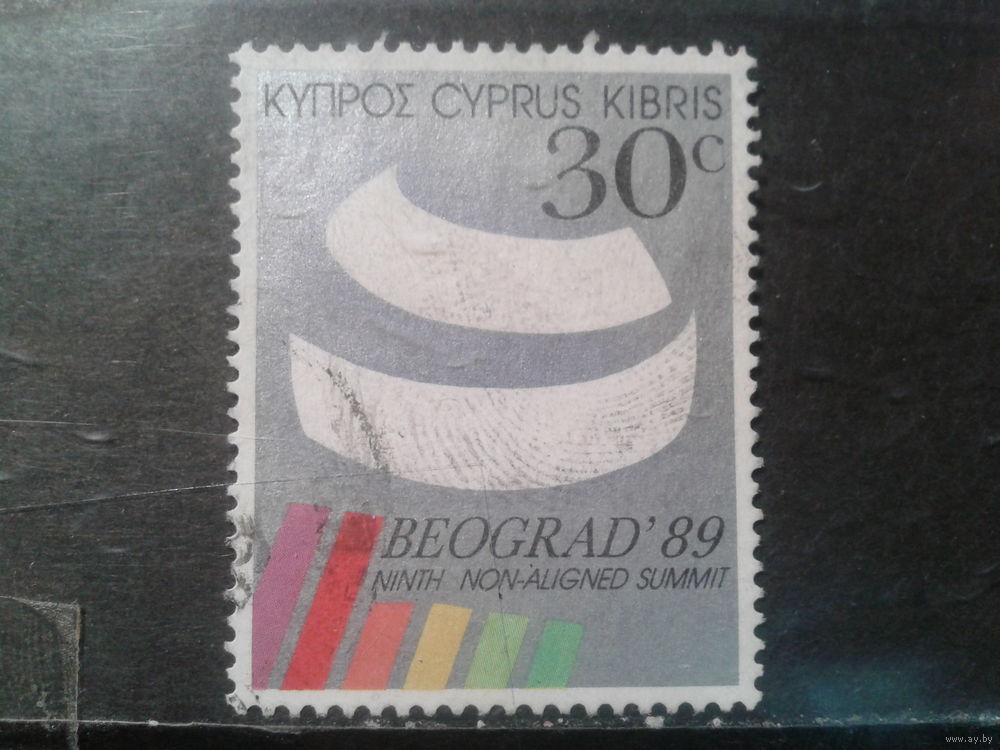 ΚΥΠΡΟΣ CYPRUS KIBRIS
30c
BEOGRAD'89
NINTH NON-ALIGNED SUMMIT
www.ay.by